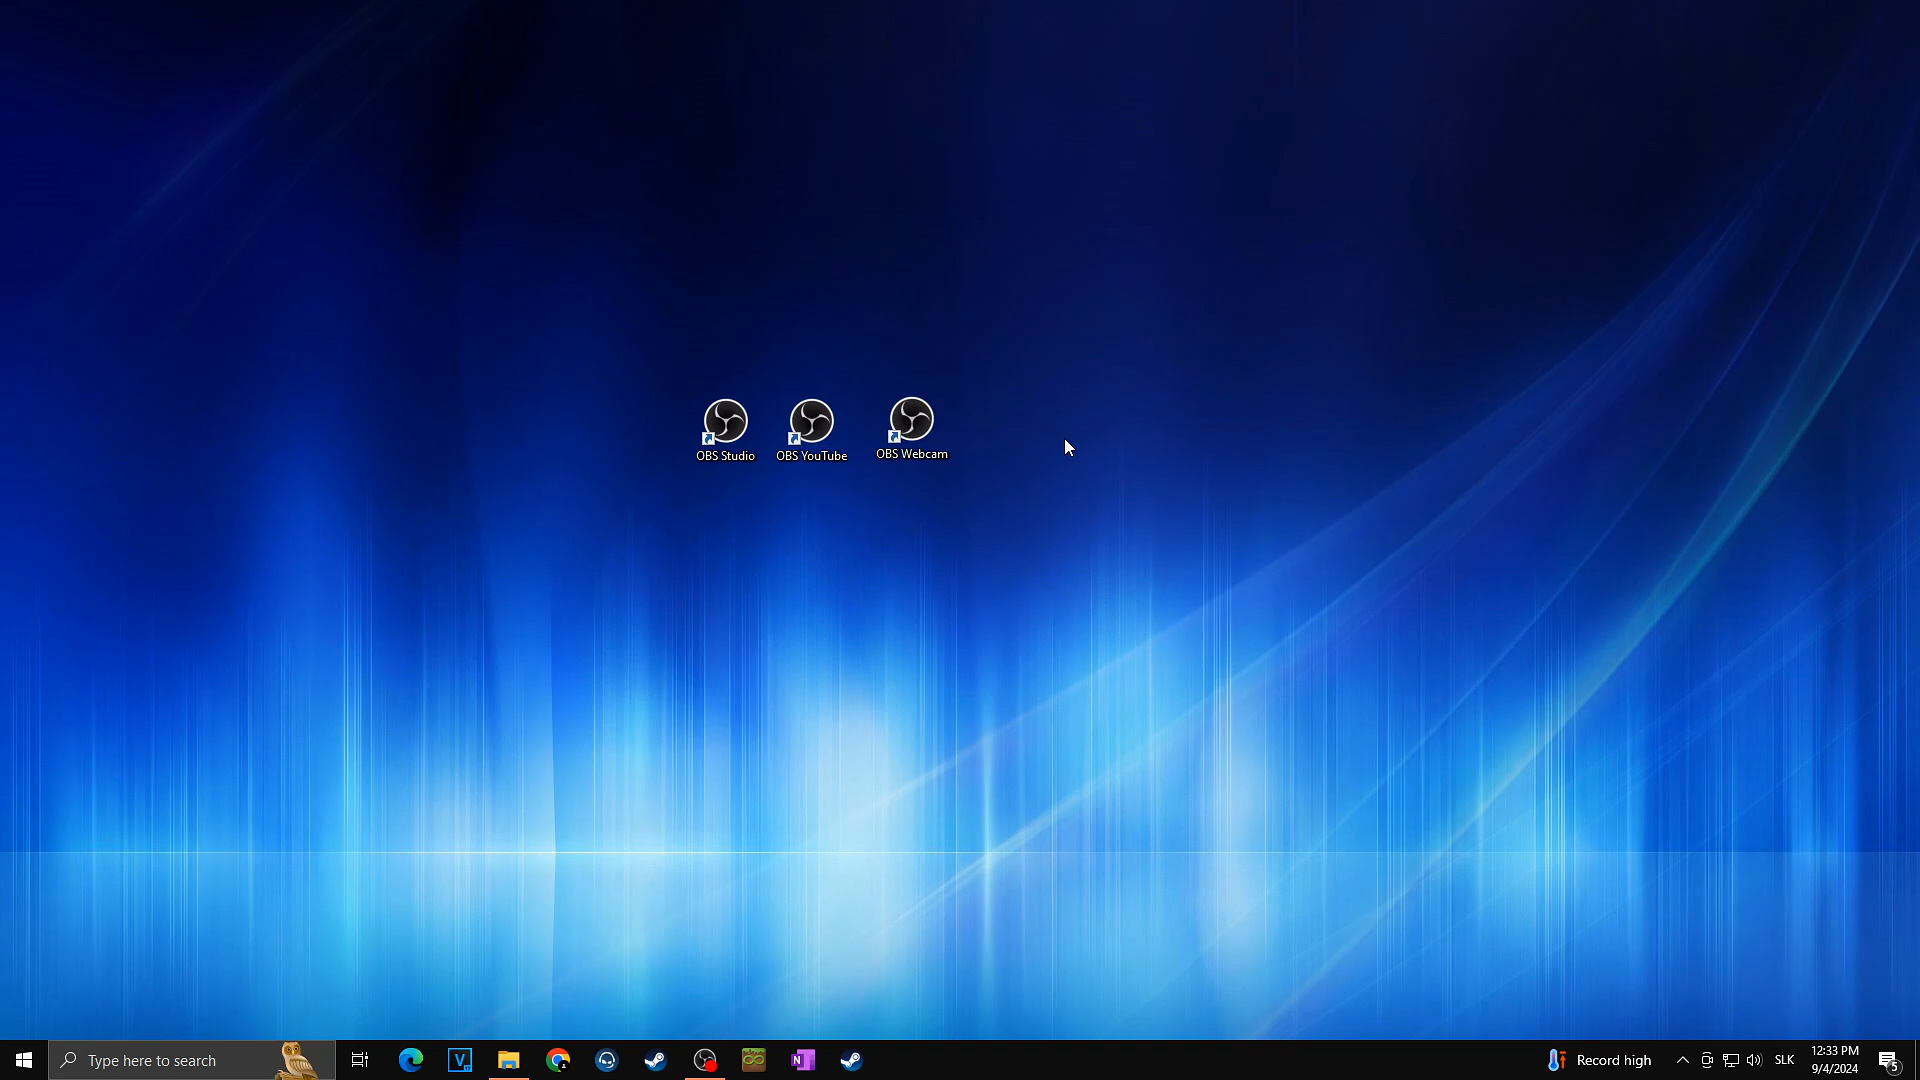 OBS Studio
OBS YouTube
OBS Webcam
Type here to search
V
N
Record high
SLK
12:33 PM
9/4/2024
5